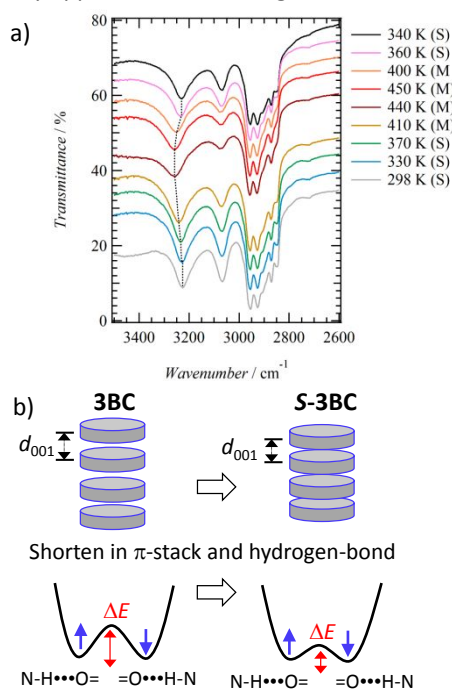 a)
80
60
40
20
0
Transmittance / %
3400 3200 3000 2800 2600
Wavenumber / cm⁻¹
340 K (S)
360 K (S)
400 K (M
450 K (M)
440 K (M)
410 K (M)
370 K (S)
330 K (S)
298 K (S)
b)
3BC
S-3BC
d001
d001
Shorten in π-stack and hydrogen-bond
ΔE
ΔE
N-H•••O= =O•••H-N
N-H•••O= =O•••H-N